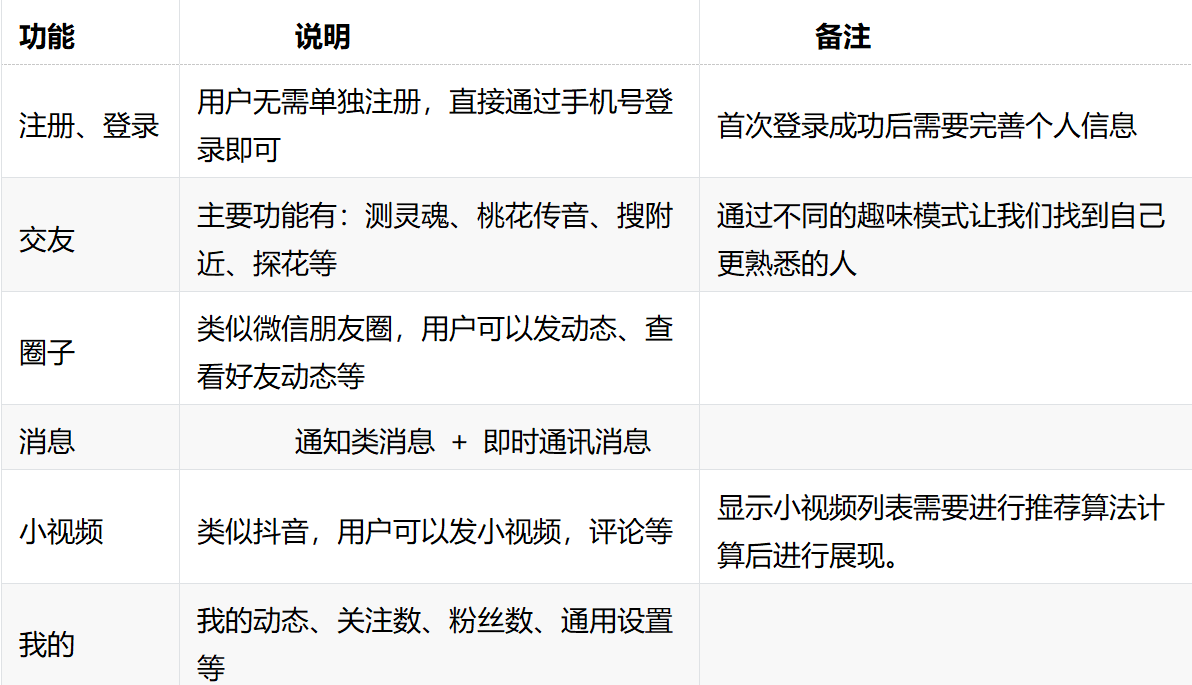 功能 说明 备注
用户无需单独注册，直接通过手机号登
注册、登录 首次登录成功后需要完善个人信息
录即可
主要功能有：测灵魂、桃花传音、搜附 通过不同的趣味模式让我们找到自己
交友
近、探花等 更熟悉的人
类似微信朋友圈，用户可以发动态、查
圈子
看好友动态等
消息 通知类消息 + 即时通讯消息
显示小视频列表需要进行推荐算法计
小视频 类似抖音，用户可以发小视频，评论等
算后进行展现。
我的动态、关注数、粉丝数、通用设置
我的
等